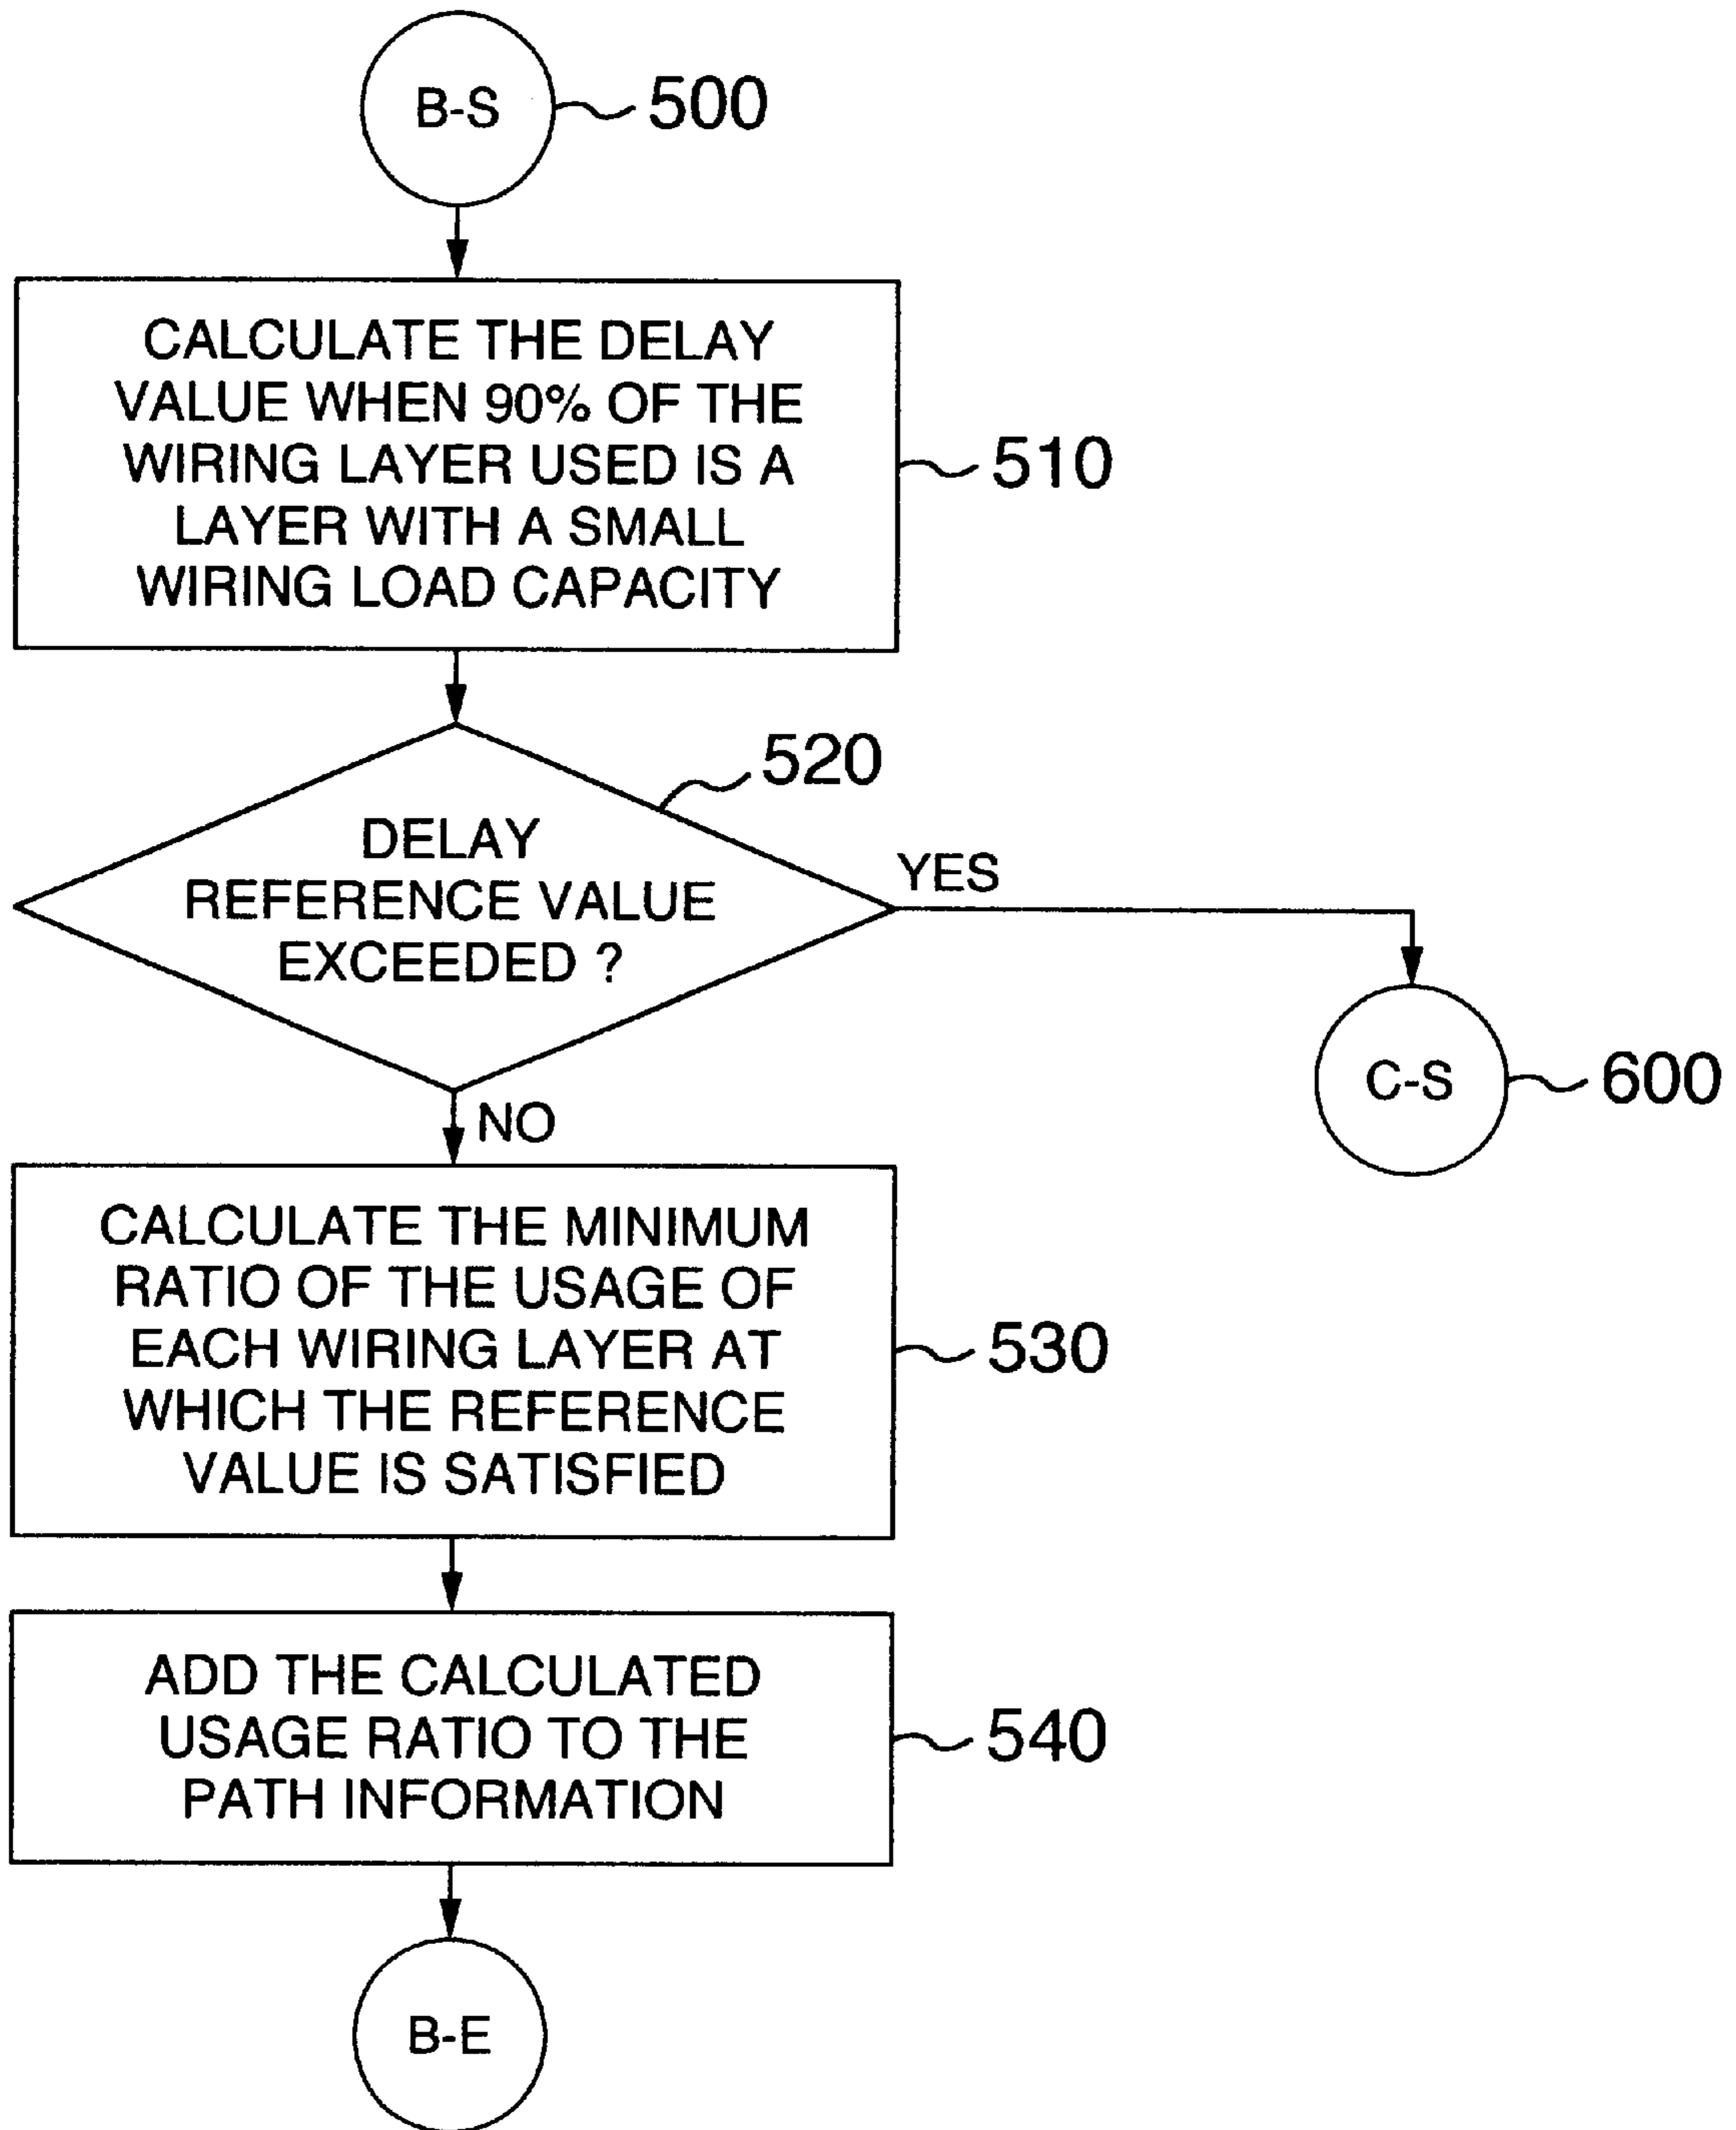 B-S
500
CALCULATE THE DELAY
VALUE WHEN 90% OF THE
WIRING LAYER USED IS A
LAYER WITH A SMALL
WIRING LOAD CAPACITY
510
520
DELAY
REFERENCE VALUE
EXCEEDED ?
YES
C-S
600
NO
CALCULATE THE MINIMUM
RATIO OF THE USAGE OF
EACH WIRING LAYER AT
WHICH THE REFERENCE
VALUE IS SATISFIED
530
ADD THE CALCULATED
USAGE RATIO TO THE
PATH INFORMATION
540
B-E